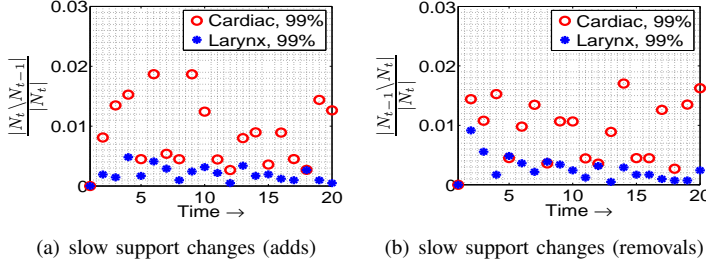 0.03
0.02
0.01
0
|N_t \ N_{t-1}|
|N_t|
Cardiac, 99%
Larynx, 99%
5 10 15 20
Time →
(a) slow support changes (adds)
0.03
0.02
0.01
0
|N_{t-1} \ N_t|
|N_t|
Cardiac, 99%
Larynx, 99%
5 10 15 20
Time →
(b) slow support changes (removals)